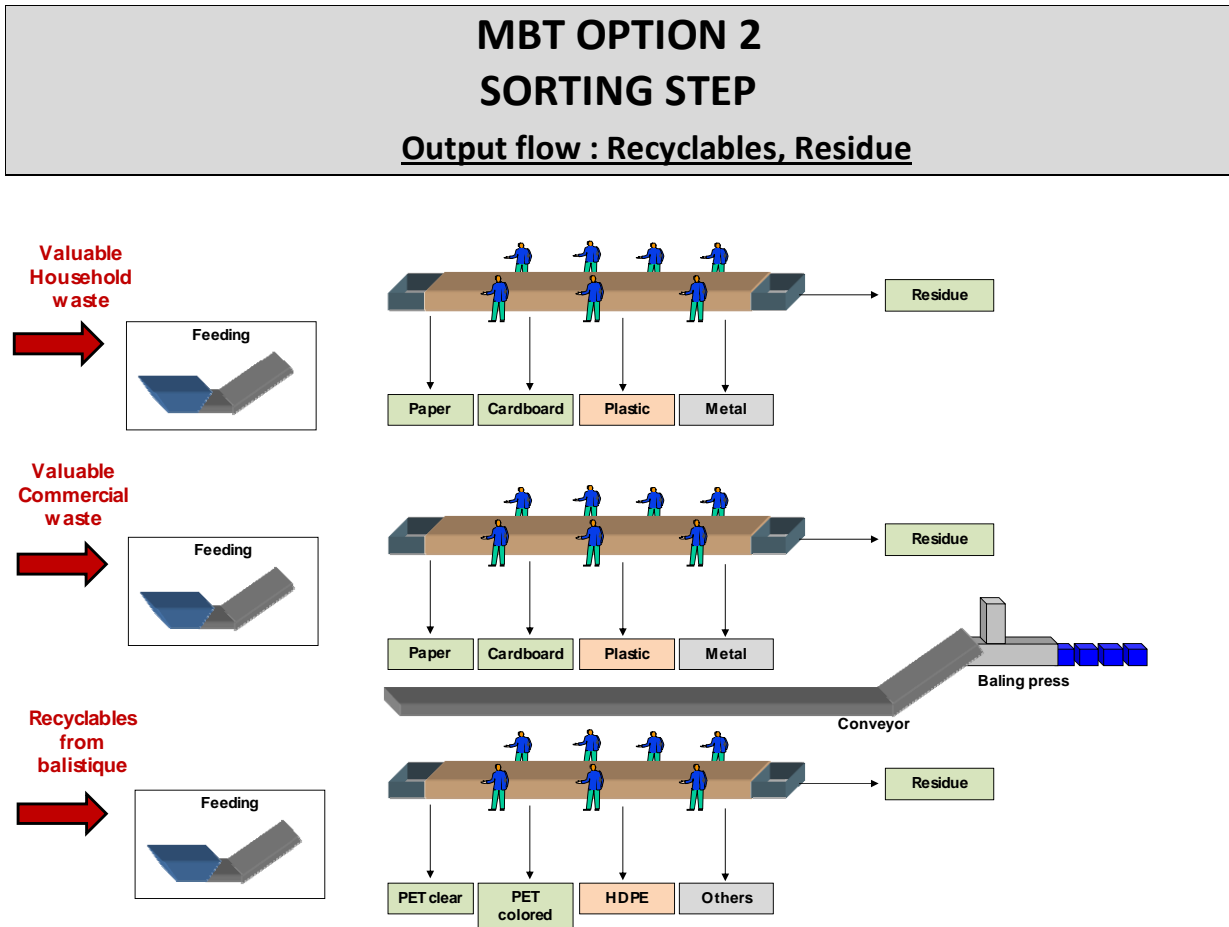 MBT OPTION 2
SORTING STEP
Output flow : Recyclables, Residue
Valuable
Household
waste
Feeding
Residue
Paper
Cardboard
Plastic
Metal
Valuable
Commercial
waste
Feeding
Residue
Paper
Cardboard
Plastic
Metal
Baling press
Conveyor
Recyclables
from
balistique
Feeding
Residue
PET clear
PET
colored
HDPE
Others